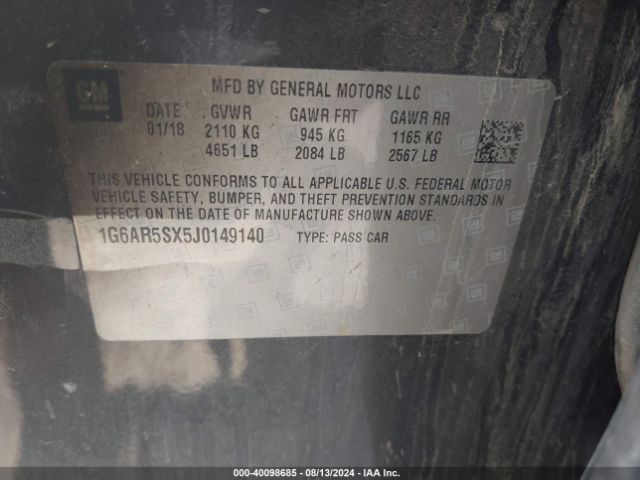 GM
MFD BY GENERAL MOTORS LLC
DATE GVWR GAWR FRT GAWR RR
01/18 2110 KG 945 KG 1165 KG
4651 LB 2084 LB 2567 LB
THIS VEHICLE CONFORMS TO ALL APPLICABLE U.S. FEDERAL MOTOR
VEHICLE SAFETY, BUMPER, AND THEFT PREVENTION STANDARDS IN
EFFECT ON THE DATE OF MANUFACTURE SHOWN ABOVE.
1G6AR5SX5J0149140 TYPE: PASS CAR
000-40098685 - 08/13/2024 - IAA Inc.